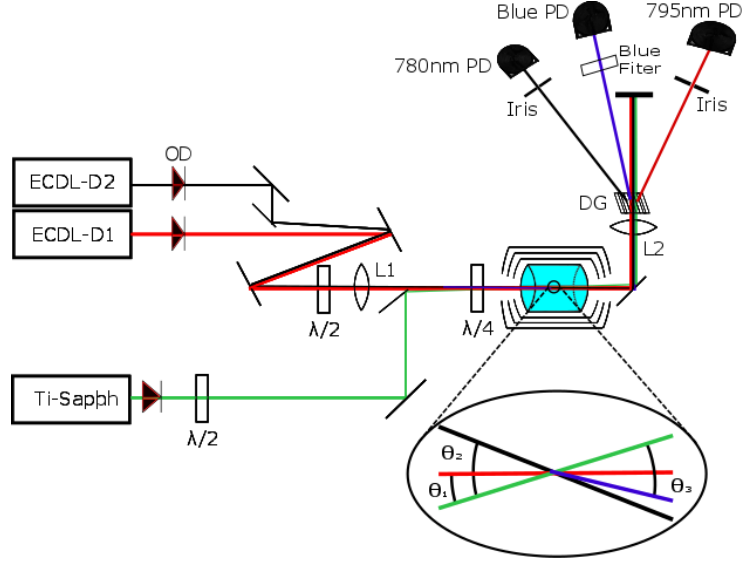 Blue PD
795nm PD
780nm PD
Blue
Fiter
Iris
Iris
OD
ECDL-D2
DG
ECDL-D1
L2
L1
λ/2
λ/4
Ti-Sapph
λ/2
θ₂
θ₁
θ₃